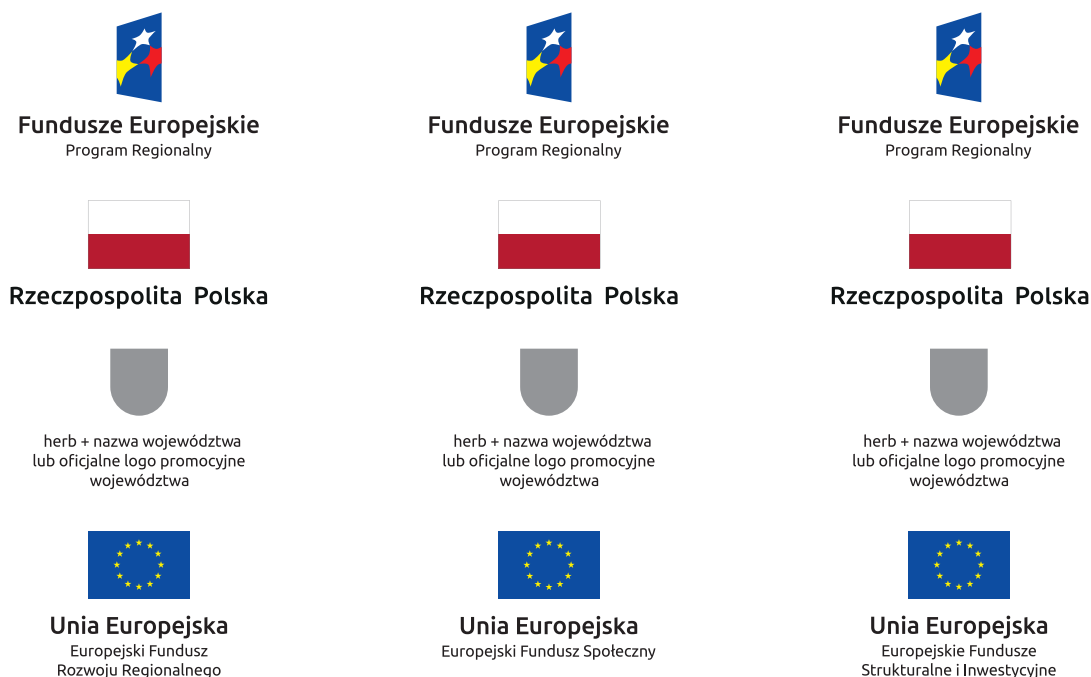 Fundusze Europejskie
Program Regionalny
Rzeczpospolita Polska
herb + nazwa województwa
lub oficjalne logo promocyjne
województwa
Unia Europejska
Europejski Fundusz
Rozwoju Regionalnego
Fundusze Europejskie
Program Regionalny
Rzeczpospolita Polska
herb + nazwa województwa
lub oficjalne logo promocyjne
województwa
Unia Europejska
Europejski Fundusz Społeczny
Fundusze Europejskie
Program Regionalny
Rzeczpospolita Polska
herb + nazwa województwa
lub oficjalne logo promocyjne
województwa
Unia Europejska
Europejskie Fundusze
Strukturalne i Inwestycyjne